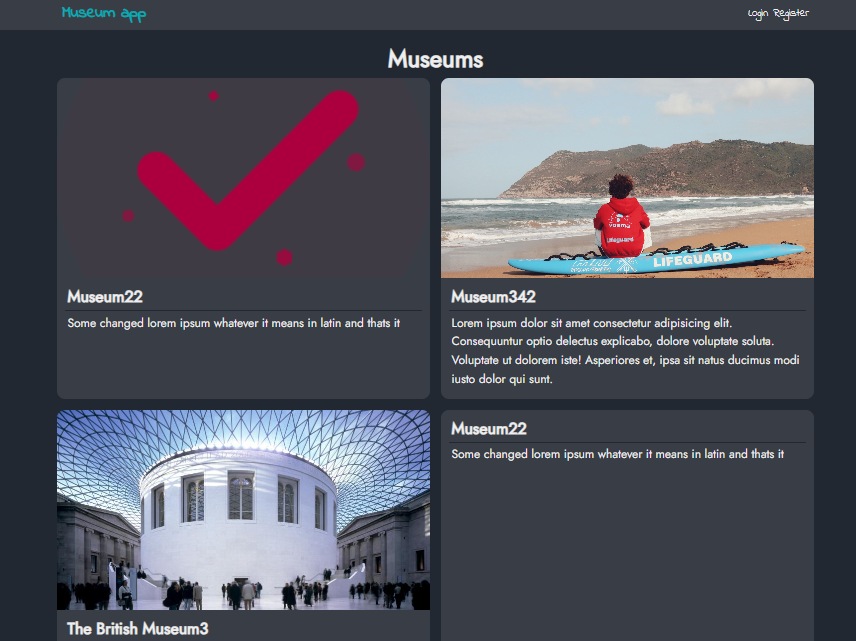 Museum app
Login Register
Museums
YOAMU
Lifeguard
LIFEGUARD
Museum22
Some changed lorem ipsum whatever it means in latin and thats it
Museum342
Lorem ipsum dolor sit amet consectetur adipisicing elit.
Consequuntur optio delectus explicabo, dolore voluptate soluta.
Voluptate ut dolorem iste! Asperiores et, ipsa sit natus ducimus modi
iusto dolor qui sunt.
Museum22
Some changed lorem ipsum whatever it means in latin and thats it
The British Museum3